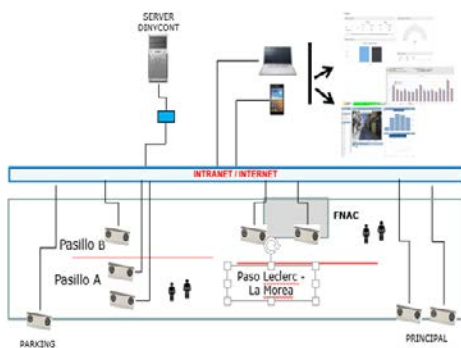 SERVER
DINYCONT
INTRANET / INTERNET
FNAC
Pasillo B
Pasillo A
Paso Leclerc -
La Morea
PARKING
PRINCIPAL